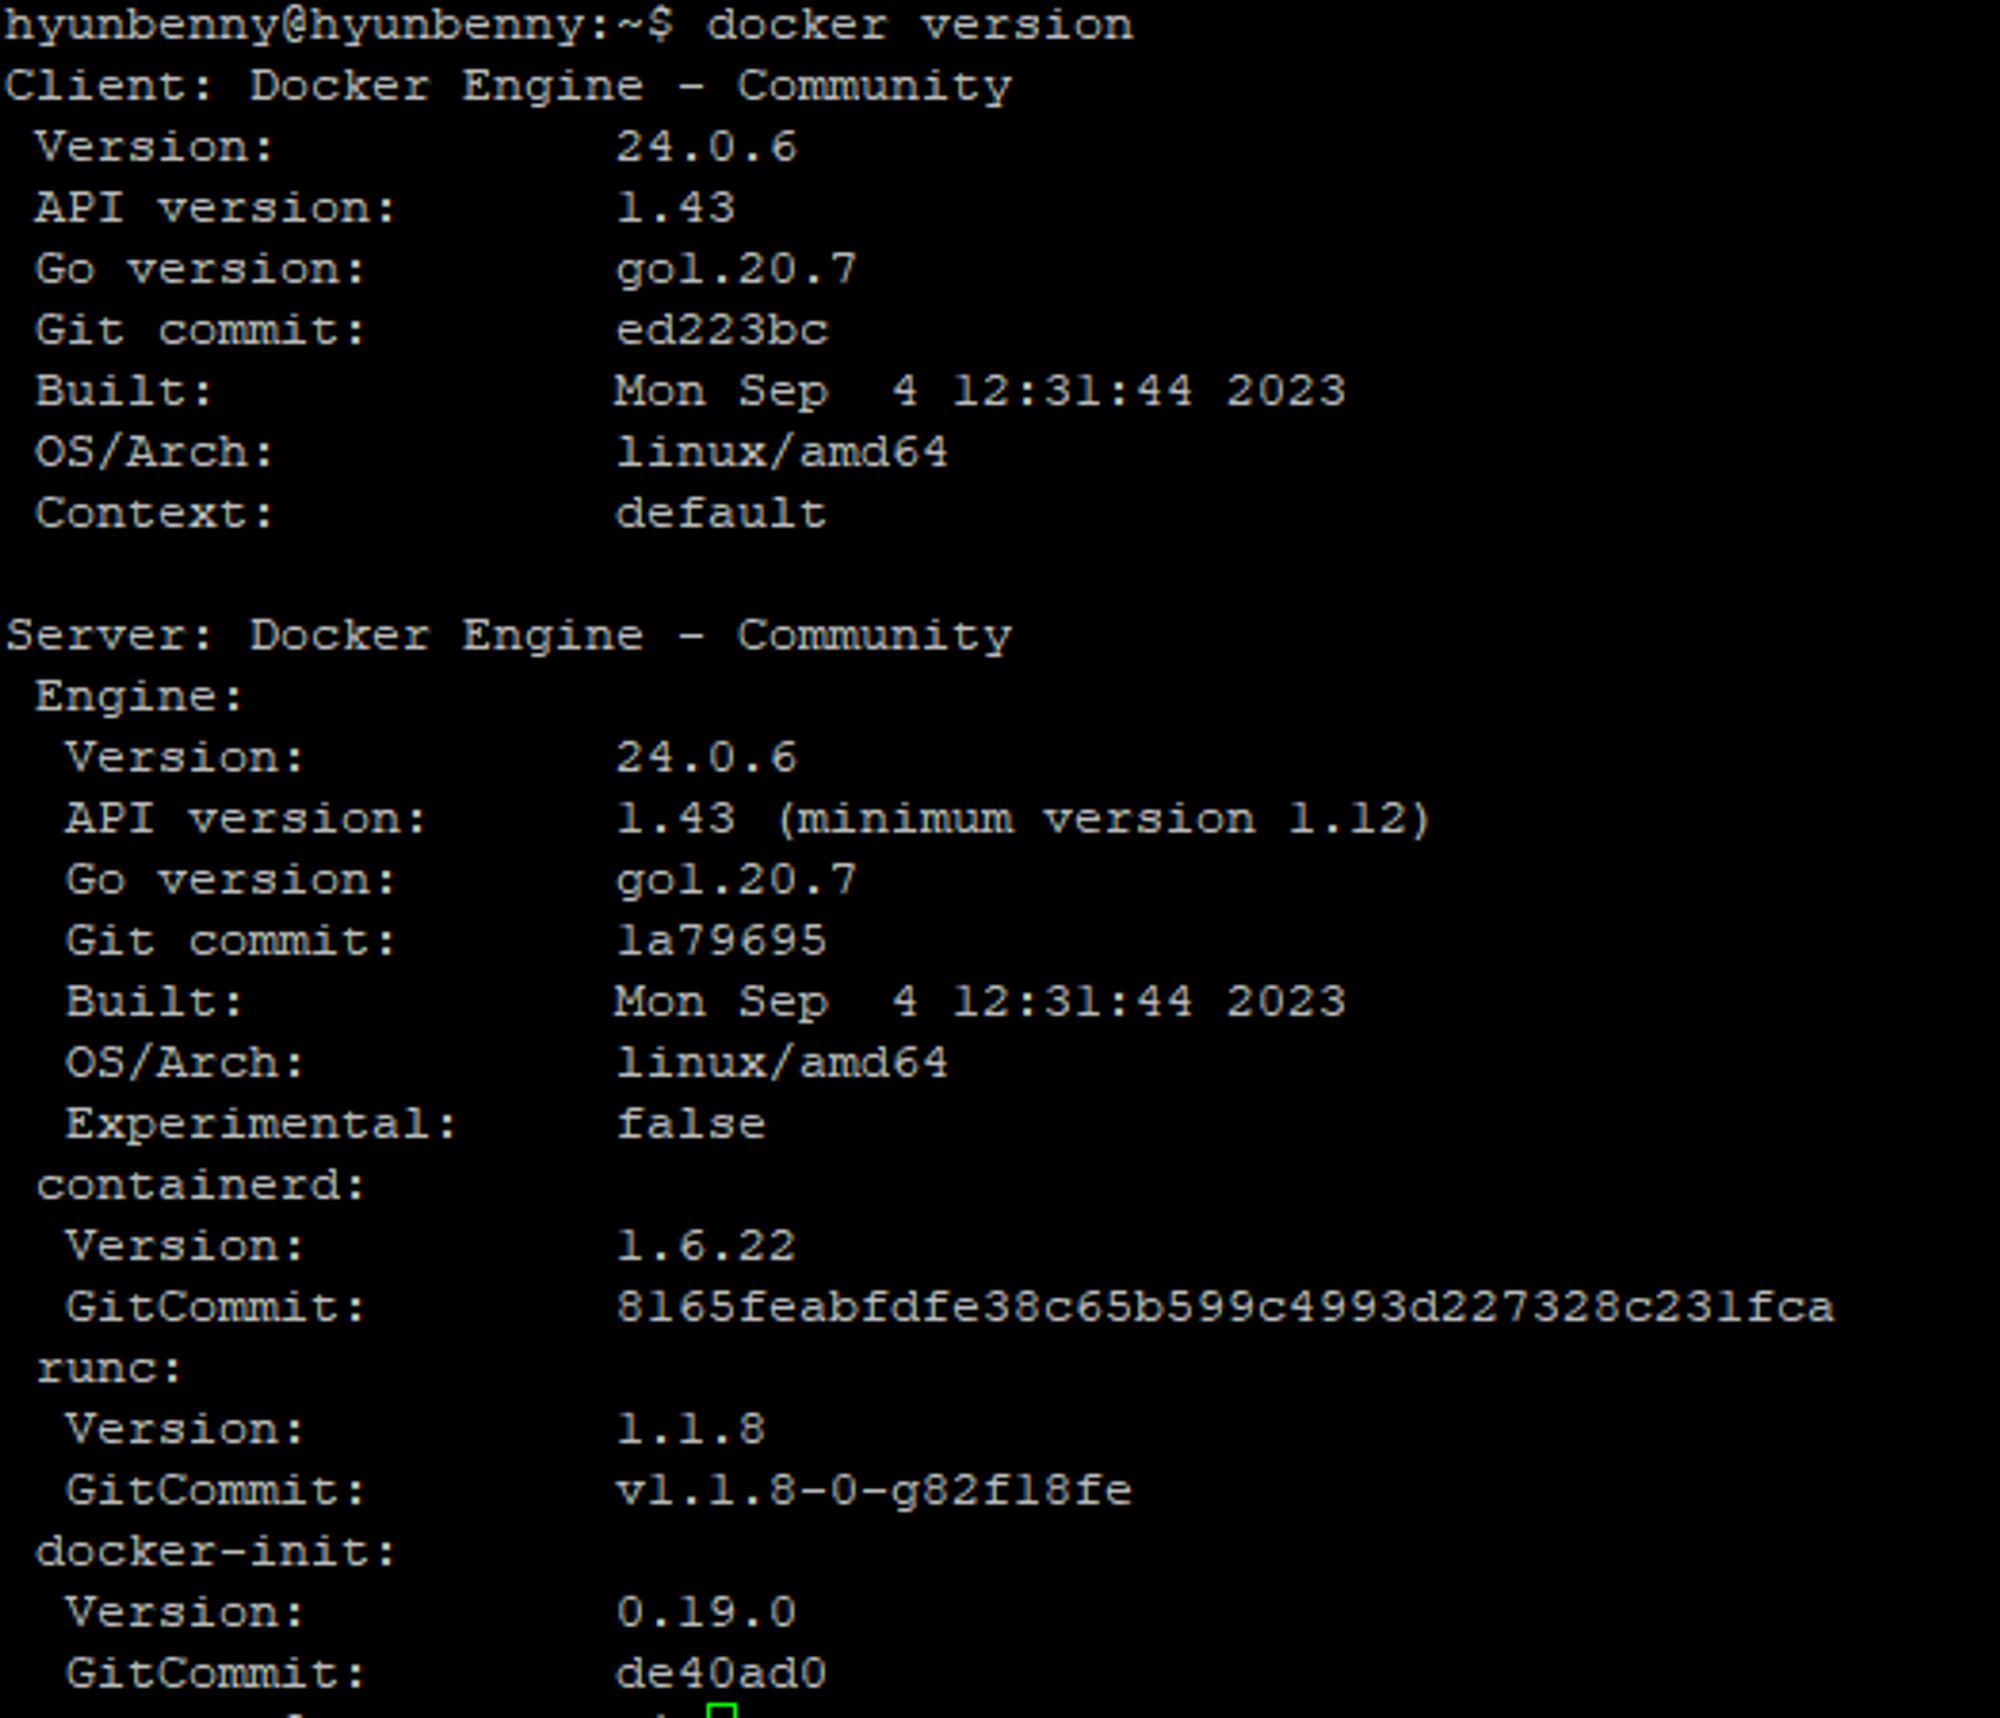 hyunbenny@hyunbenny:~$ docker version
Client: Docker Engine - Community
 Version:           24.0.6
 API version:       1.43
 Go version:        go1.20.7
 Git commit:        ed223bc
 Built:             Mon Sep  4 12:31:44 2023
 OS/Arch:           linux/amd64
 Context:           default

Server: Docker Engine - Community
 Engine:
  Version:          24.0.6
  API version:      1.43 (minimum version 1.12)
  Go version:       go1.20.7
  Git commit:       1a79695
  Built:            Mon Sep  4 12:31:44 2023
  OS/Arch:          linux/amd64
  Experimental:     false
 containerd:
  Version:          1.6.22
  GitCommit:        8165feabfdfe38c65b599c4993d227328c231fca
 runc:
  Version:          1.1.8
  GitCommit:        v1.1.8-0-g82f18fe
 docker-init:
  Version:          0.19.0
  GitCommit:        de40ad0